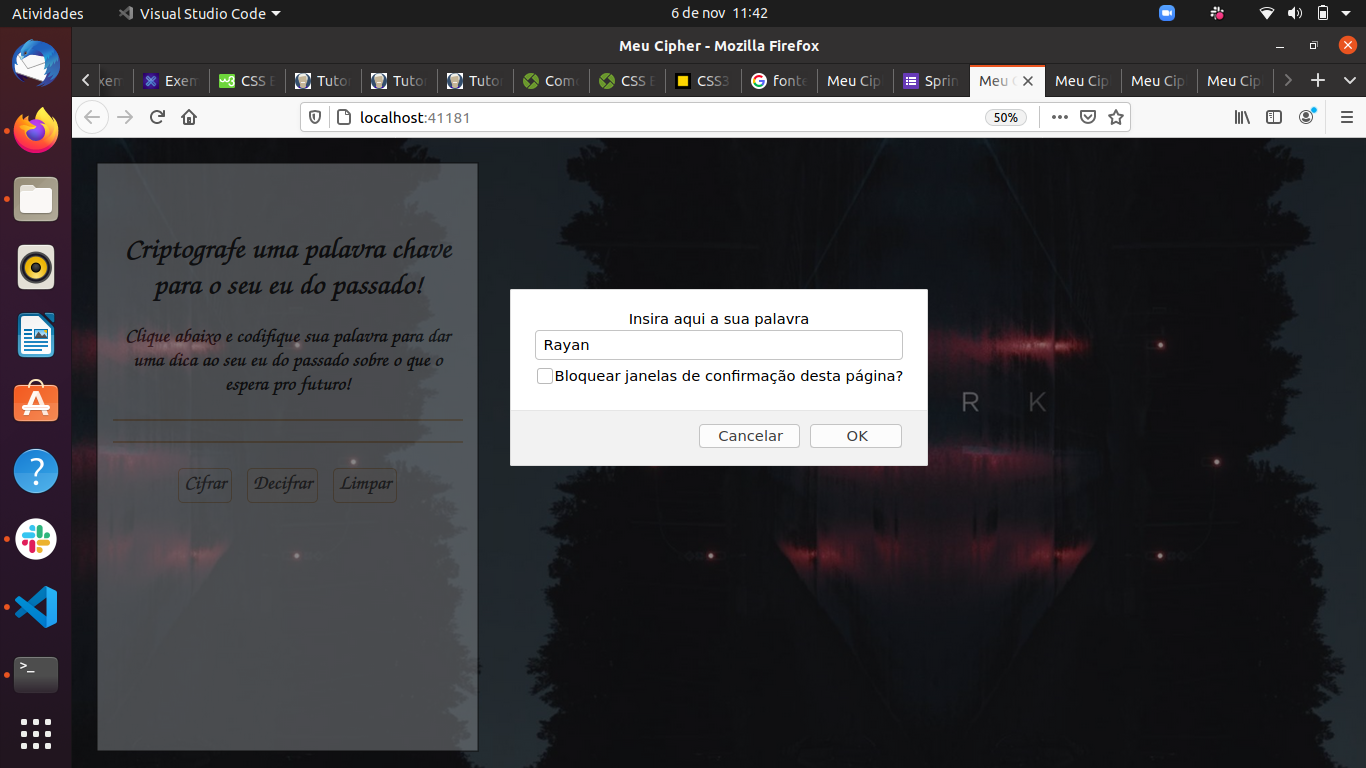 Atividades
Visual Studio Code
6 de nov 11:42
Meu Cipher - Mozilla Firefox
Exem
CSS E
Tuto
Tuto
Tuto
Com
CSS E
CSS3
fonte
Meu Cip
Sprin
Meu C
Meu Cip
Meu Cip
Meu Cip
localhost:41181
50%
Criptografe uma palavra chave
para o seu eu do passado!
Clique abaixo e codifique sua palavra para dar
uma dica ao seu eu do passado sobre o que o
espera pro futuro!
Cifrar Decifrar Limpar
Insira aqui a sua palavra
Rayan
Bloquear janelas de confirmação desta página?
Cancelar OK
R K